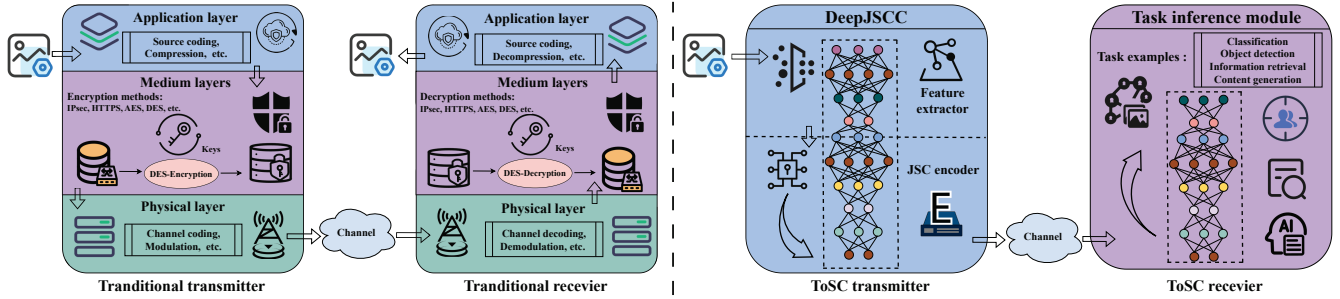 Application layer
Source coding,
Compression, etc.
Medium layers
Encryption methods:
IPsec, HTTPS, AES, DES, etc.
Keys
DES-Encryption
Physical layer
Channel coding,
Modulation, etc.
Tranditional transmitter
Channel
Application layer
Source coding,
Decompression, etc.
Medium layers
Decryption methods:
IPsec, HTTPS, AES, DES, etc.
Keys
DES-Decryption
Physical layer
Channel decoding,
Demodulation, etc.
Tranditional recevier
DeepJSCC
Feature
extractor
JSC encoder
E
ToSC transmitter
Channel
Task inference module
Task examples :
Classification
Object detection
Information retrieval
Content generation
AI
ToSC recevier